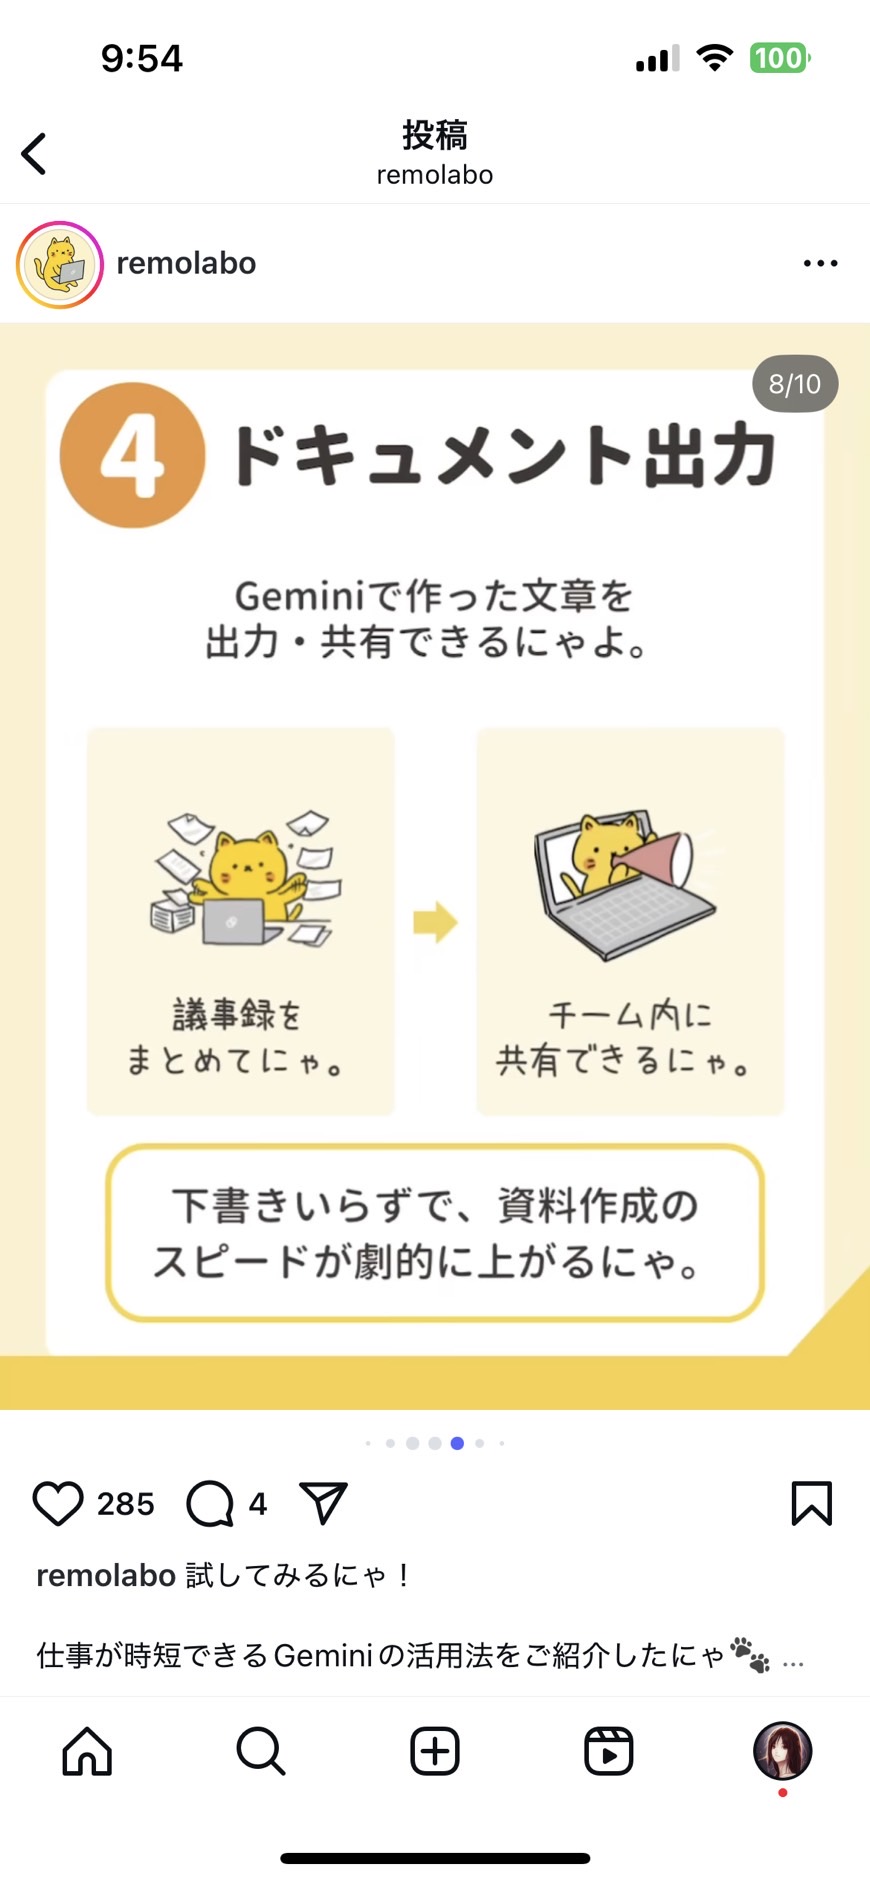 9:54
100
投稿
remolabo
remolabo
8/10
4 ドキュメント出力
Geminiで作った文章を
出力・共有できるにゃよ。
議事録を
まとめてにゃ。
チーム内に
共有できるにゃ。
下書きいらずで、資料作成の
スピードが劇的に上がるにゃ。
285 4
remolabo 試してみるにゃ！
仕事が時短できるGeminiの活用法をご紹介したにゃ🐾 ...